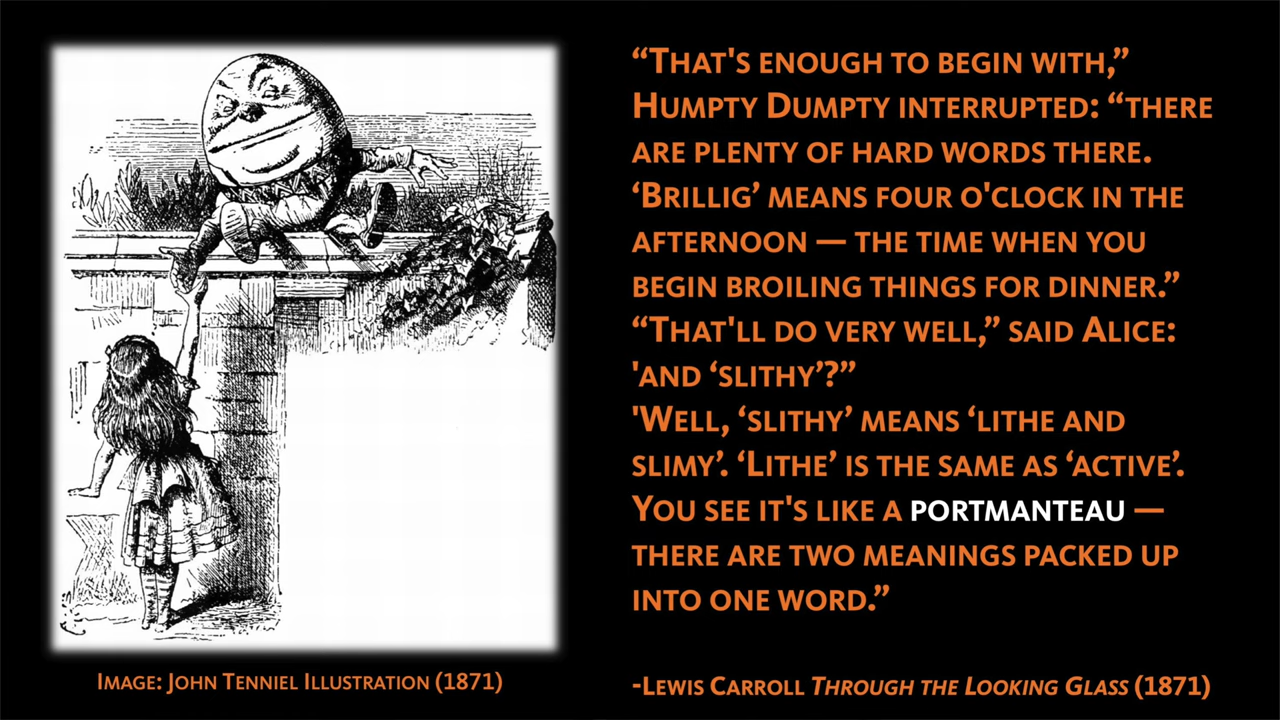 “That's enough to begin with,”
Humpty Dumpty interrupted: “there
are plenty of hard words there.
‘Brillig’ means four o'clock in the
afternoon — the time when you
begin broiling things for dinner.”
“That'll do very well,” said Alice:
'and ‘slithy’?”
'Well, ‘slithy’ means ‘lithe and
slimy’. ‘Lithe’ is the same as ‘active’.
You see it's like a portmanteau —
there are two meanings packed up
into one word.”
Image: John Tenniel Illustration (1871)
-Lewis Carroll Through the Looking Glass (1871)